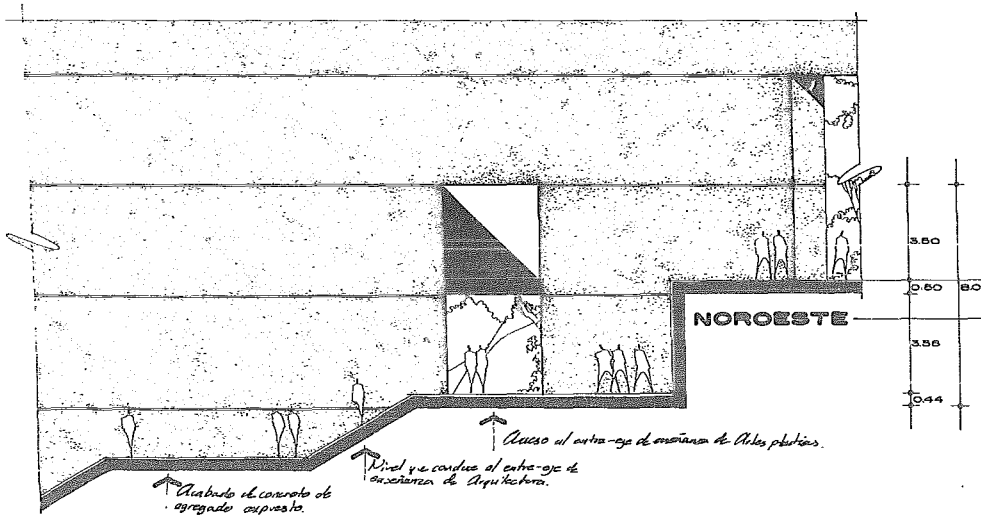 3.50
0.50
8.0
NOROESTE
3.56
0.44
Acceso al entre-eje de enseñanza de Artes plasticas.
Nivel que conduce al entre-eje de
enseñanza de Arquitectura.
Acabado de concreto de
agregado expuesto.